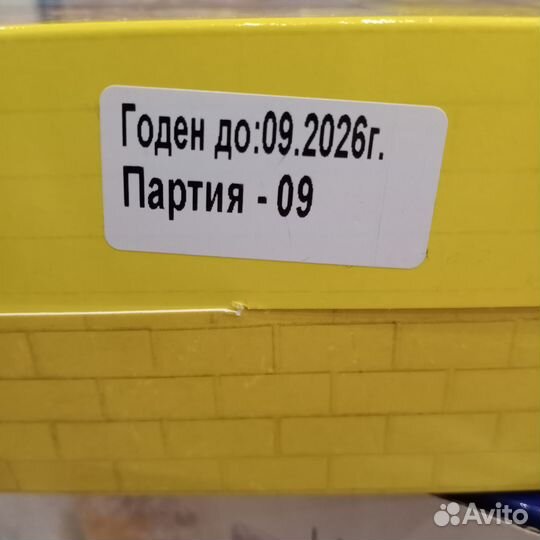 Годен до:09.2026г.
Партия - 09
Avito